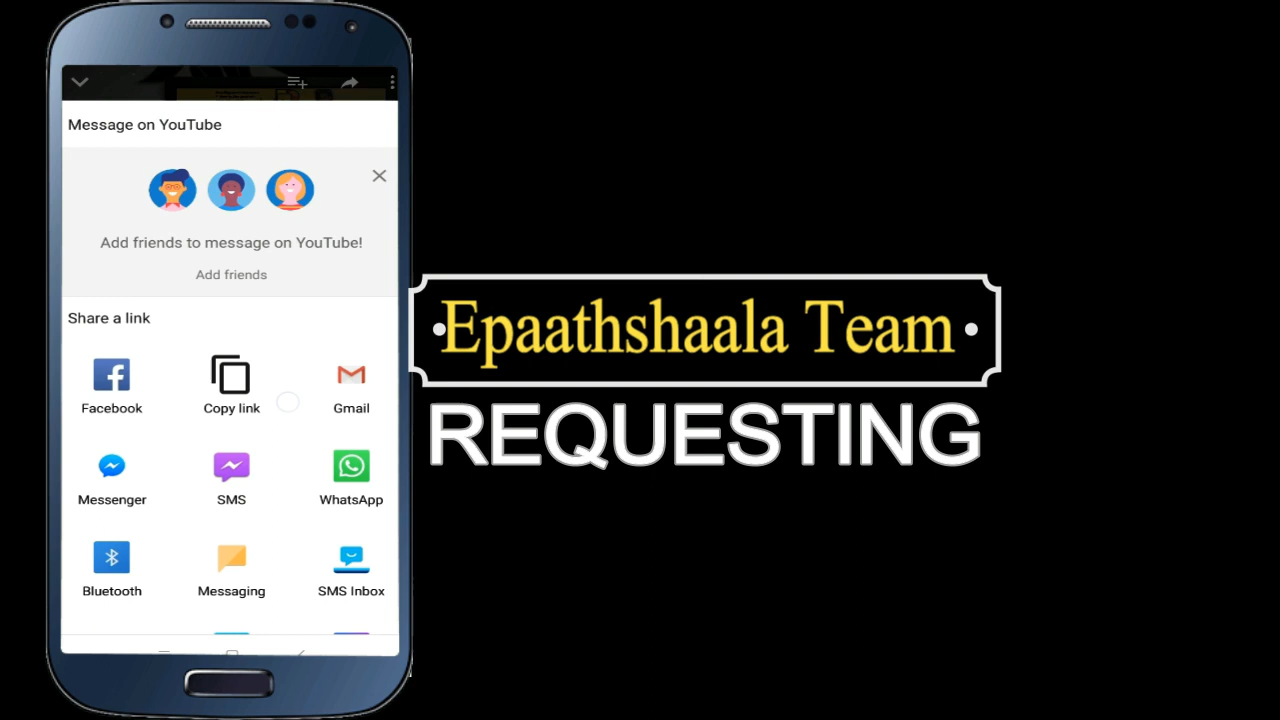 Message on YouTube
Add friends to message on YouTube!
Add friends
Share a link
Facebook
Copy link
Gmail
Messenger
SMS
WhatsApp
Bluetooth
Messaging
SMS Inbox
Epaathshaala Team
REQUESTING